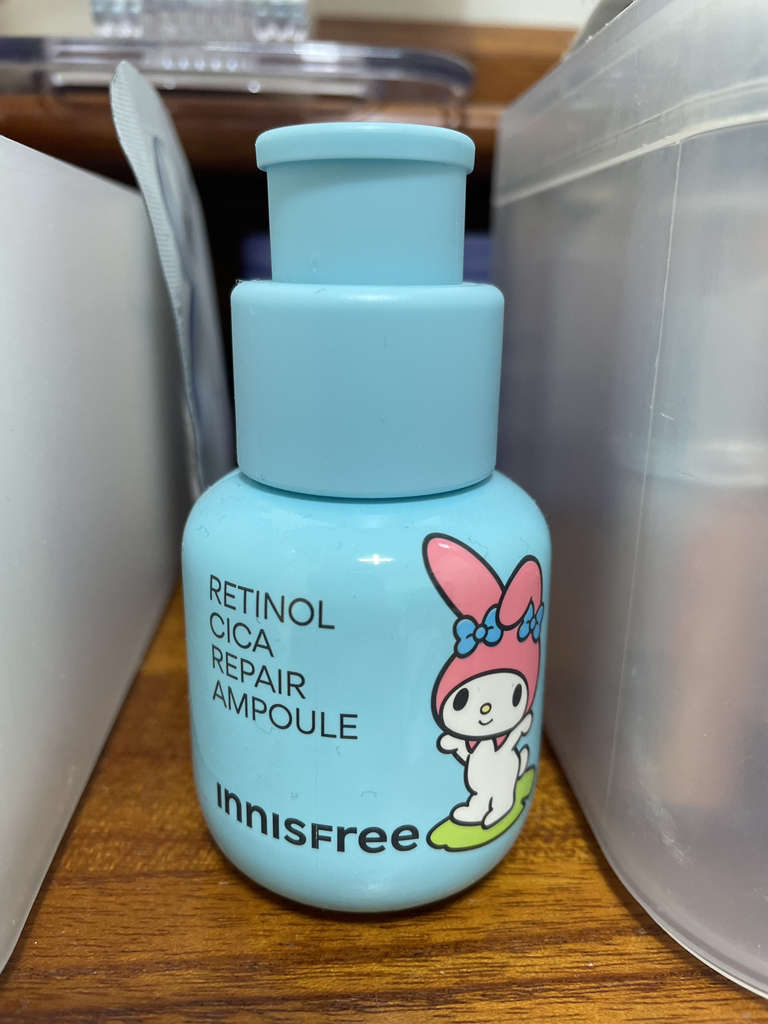 RETINOL
CICA
REPAIR
AMPOULE
INNISFree